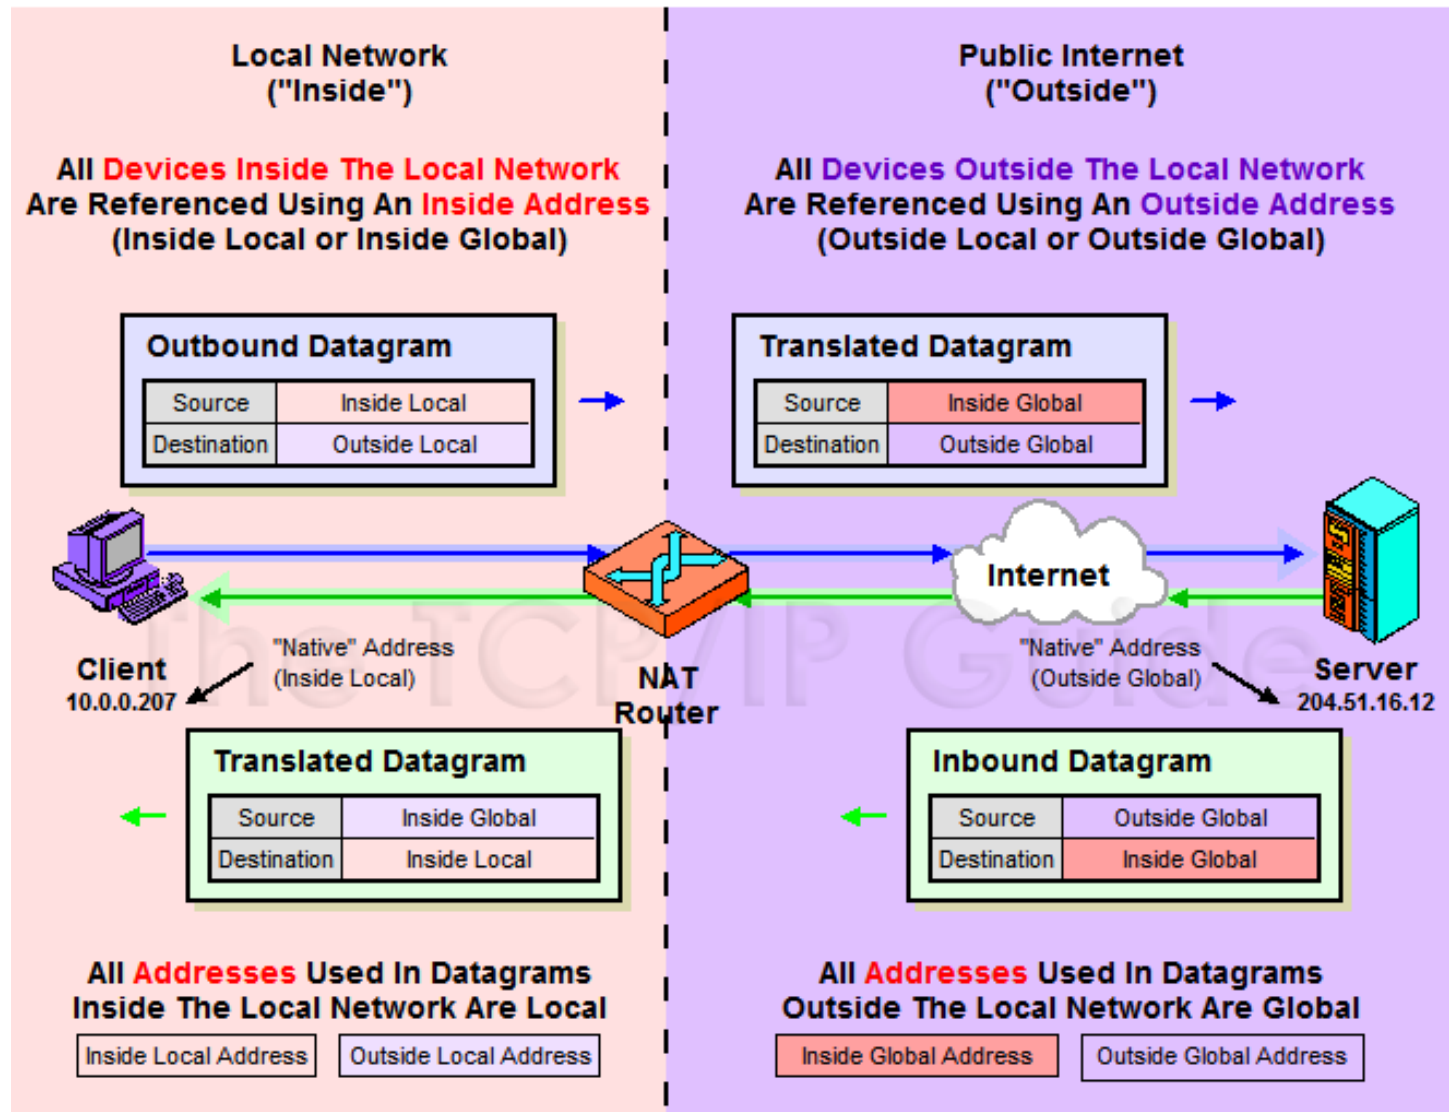 Local Network
("Inside")
All Devices Inside The Local Network
Are Referenced Using An Inside Address
(Inside Local or Inside Global)
Public Internet
("Outside")
All Devices Outside The Local Network
Are Referenced Using An Outside Address
(Outside Local or Outside Global)
Outbound Datagram
Source Inside Local
Destination Outside Local
Translated Datagram
Source Inside Global
Destination Outside Global
Internet
The TCP/IP Guide
"Native" Address
(Inside Local)
Client
10.0.0.207
NAT
Router
"Native" Address
(Outside Global)
Server
204.51.16.12
Translated Datagram
Source Inside Global
Destination Inside Local
Inbound Datagram
Source Outside Global
Destination Inside Global
All Addresses Used In Datagrams
Inside The Local Network Are Local
Inside Local Address Outside Local Address
All Addresses Used In Datagrams
Outside The Local Network Are Global
Inside Global Address Outside Global Address